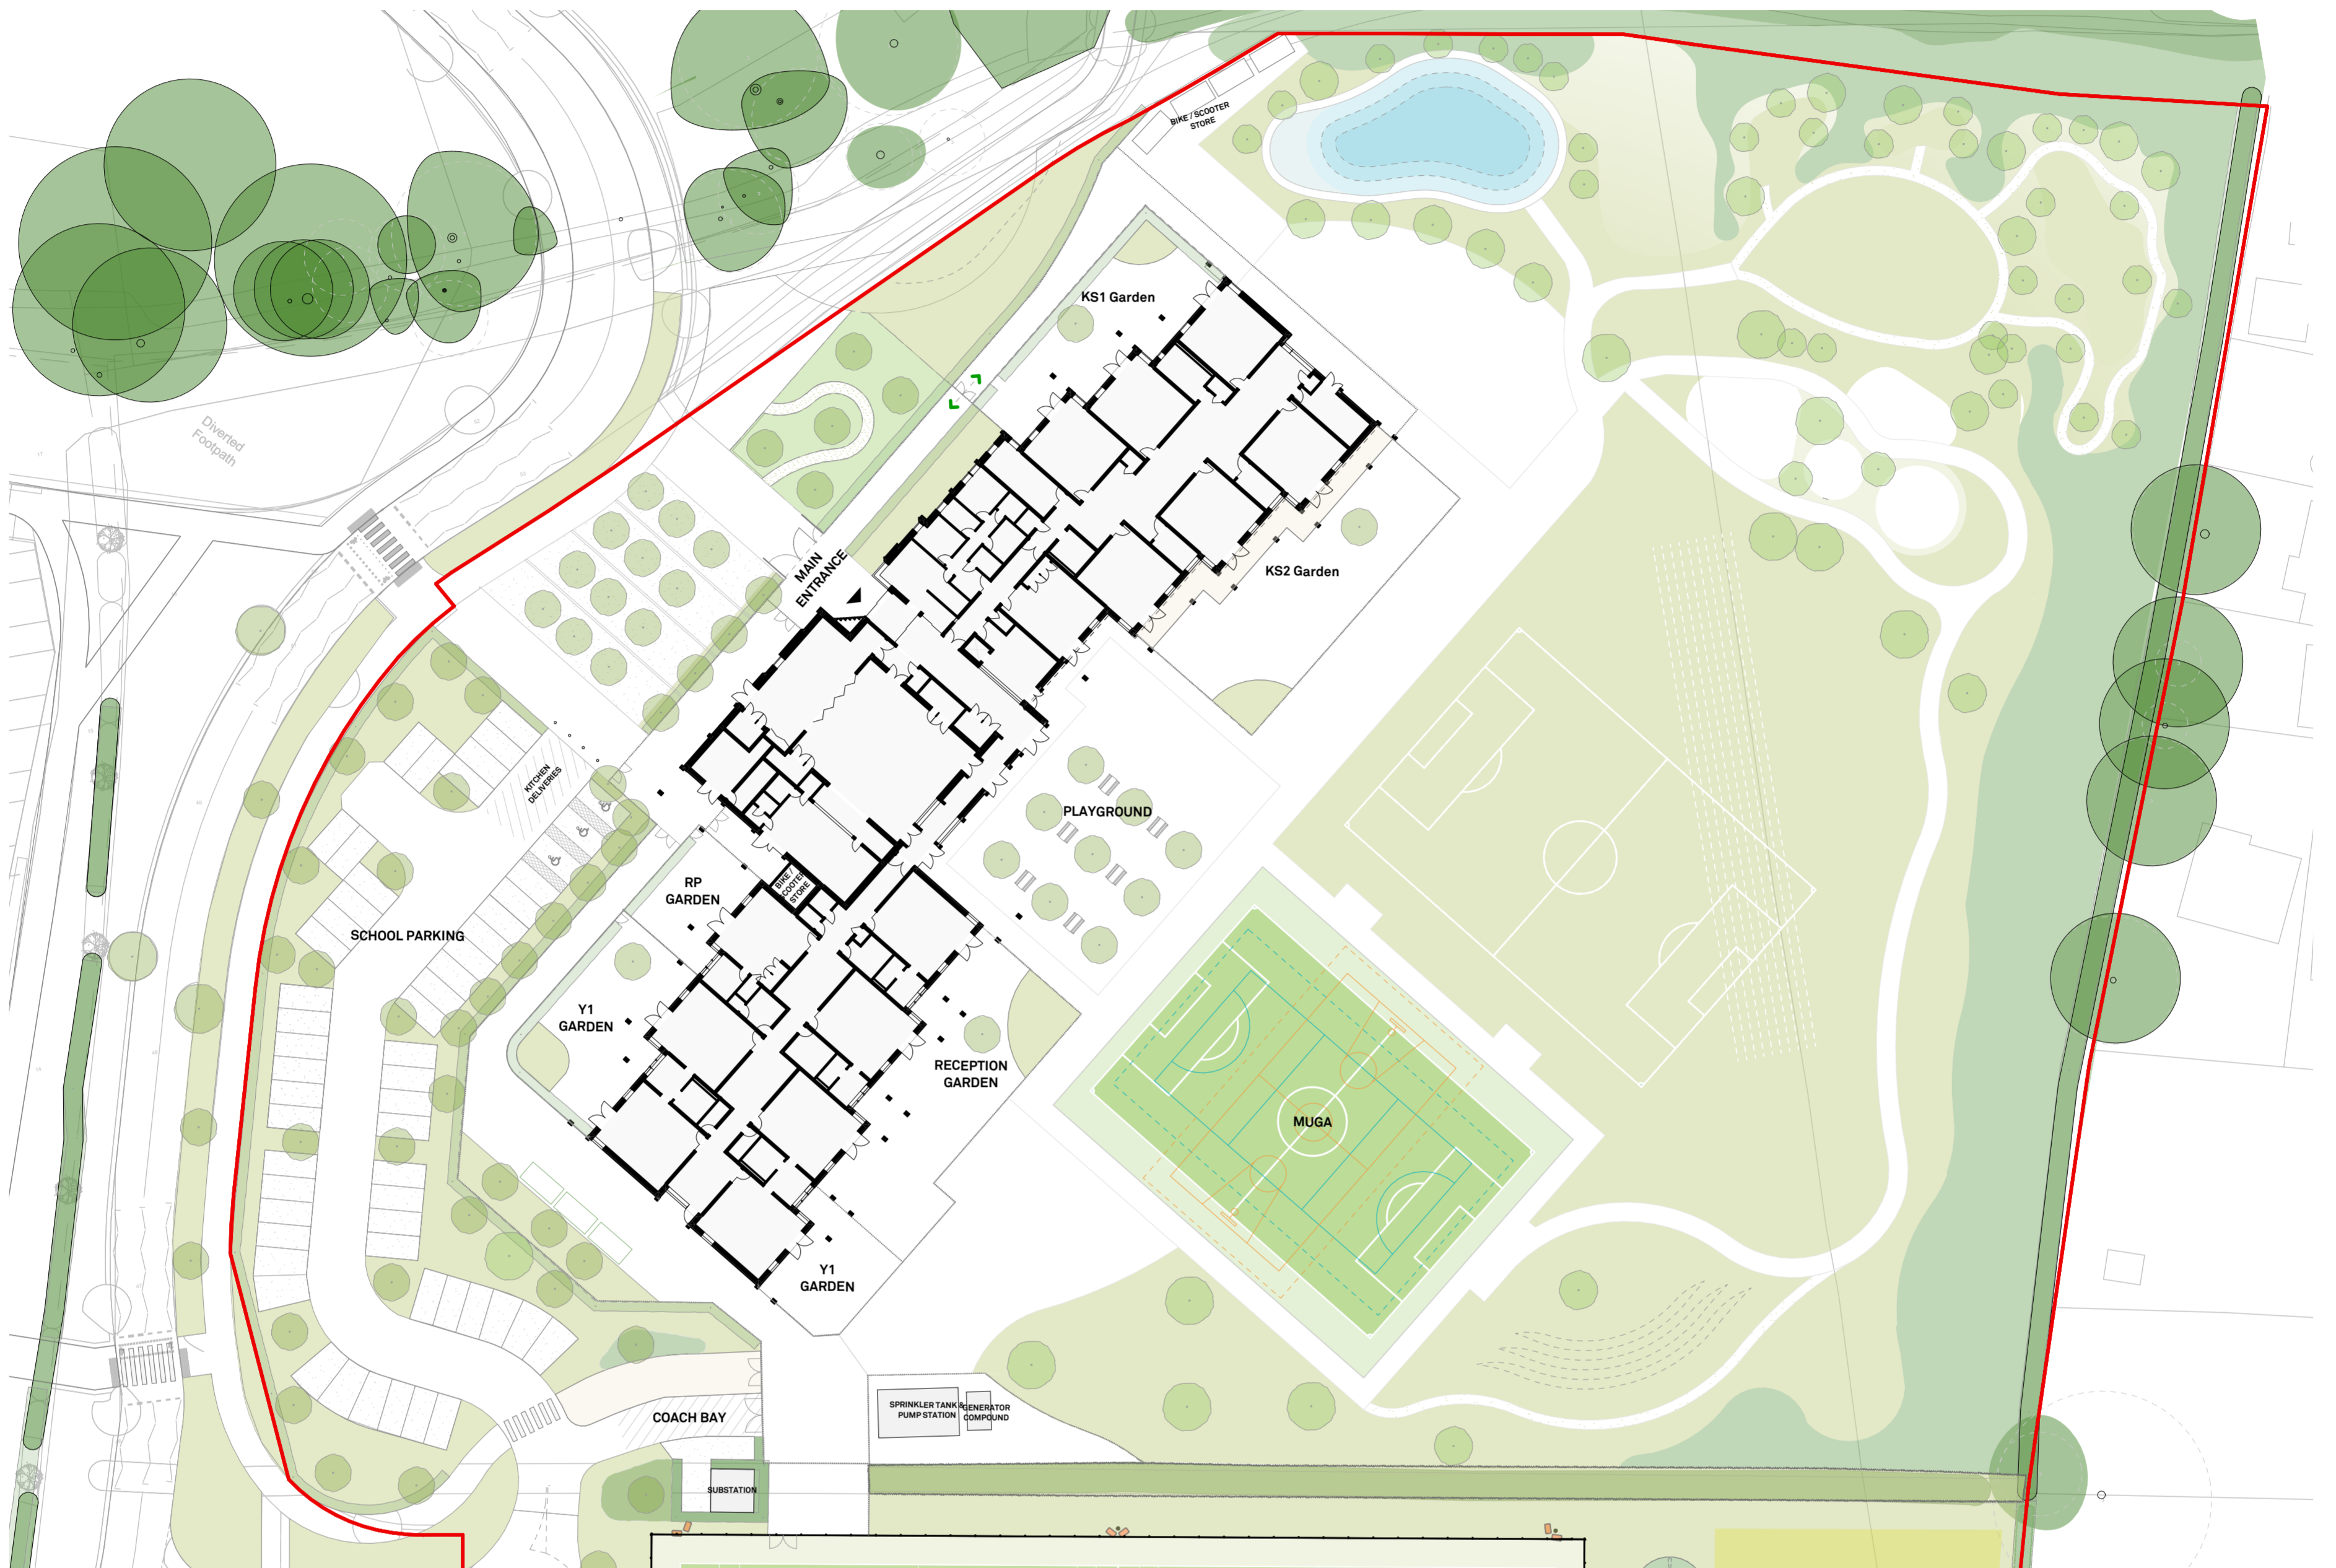 BIKE / SCOOTER
STORE
KS1 Garden
Diverted
Footpath
MAIN
ENTRANCE
KS2 Garden
KITCHEN
DELIVERIES
PLAYGROUND
RP
GARDEN
BIKE /
SCOOTER
STORE
SCHOOL PARKING
Y1
GARDEN
RECEPTION
GARDEN
MUGA
Y1
GARDEN
COACH BAY
SPRINKLER TANK &
PUMP STATION
GENERATOR
COMPOUND
SUBSTATION